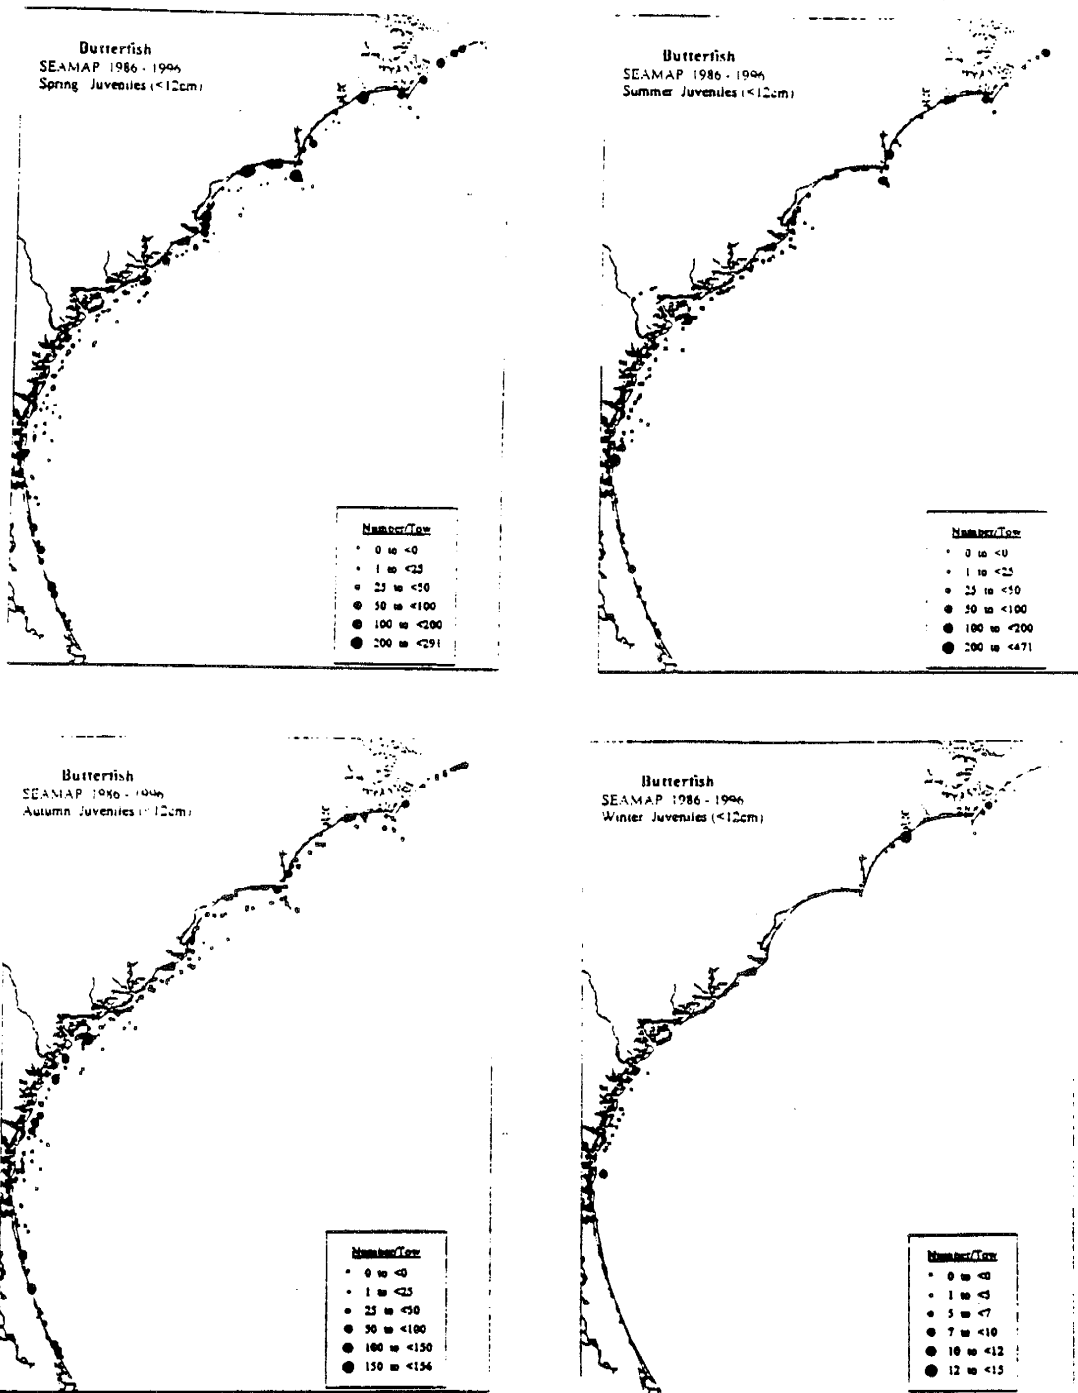 Butterfish
SEAMAP 1986 - 1996
Spring Juveniles (<12cm)
Number/Tow
0 to <0
1 to <25
25 to <50
50 to <100
100 to <200
200 to <291
Butterfish
SEAMAP 1986 - 1996
Summer Juveniles (<12cm)
Number/Tow
0 to <0
1 to <25
25 to <50
50 to <100
100 to <200
200 to <471
Butterfish
SEAMAP 1986 - 1996
Autumn Juveniles (<12cm)
Number/Tow
0 to <0
1 to <25
25 to <50
50 to <100
100 to <150
150 to <156
Butterfish
SEAMAP 1986 - 1996
Winter Juveniles (<12cm)
Number/Tow
0 to <0
1 to <5
5 to <7
7 to <10
10 to <12
12 to <15